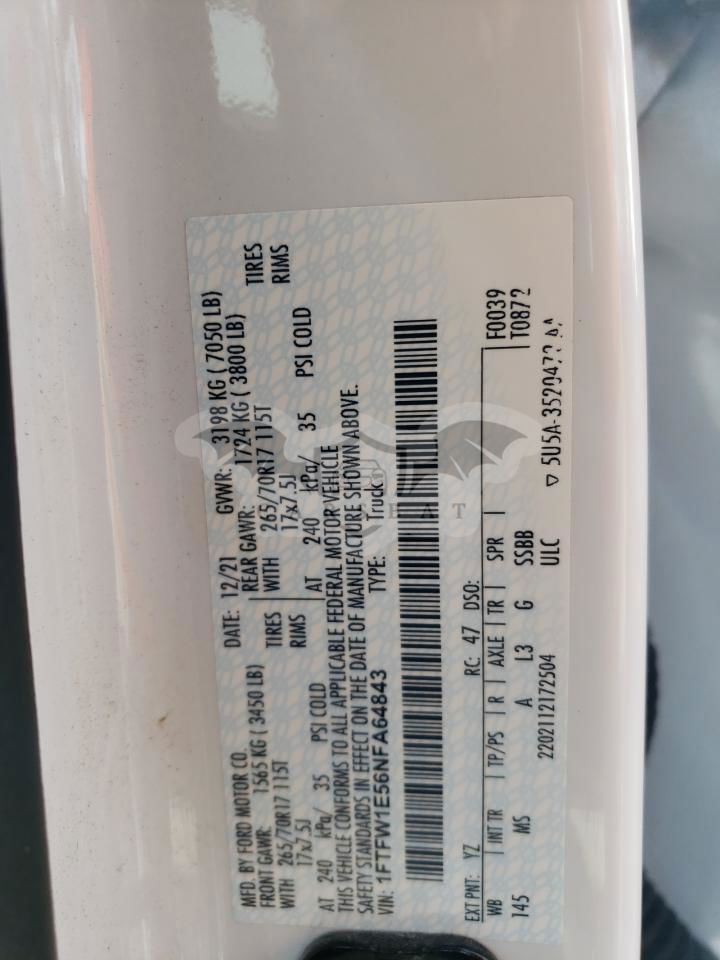 MFD. BY FORD MOTOR CO. DATE: 12/21 GVWR: 3198 KG ( 7050 LB)
FRONT GAWR: 1565 KG ( 3450 LB) REAR GAWR: 1724 KG ( 3800 LB)
WITH 265/70R17 115T TIRES WITH 265/70R17 115T TIRES
17x7.5J RIMS 17x7.5J RIMS
AT 240 kPa/ 35 PSI COLD AT 240 kPa/ 35 PSI COLD
THIS VEHICLE CONFORMS TO ALL APPLICABLE FEDERAL MOTOR VEHICLE
SAFETY STANDARDS IN EFFECT ON THE DATE OF MANUFACTURE SHOWN ABOVE.
VIN: 1FTFW1E56NFA64843 TYPE: Truck
EXT PNT: YZ RC: 47 DSO: F0039
WB INT TR TP/PS R AXLE TR SPR T0872
145 MS A L3 G SSBB
2202112172504 ULC